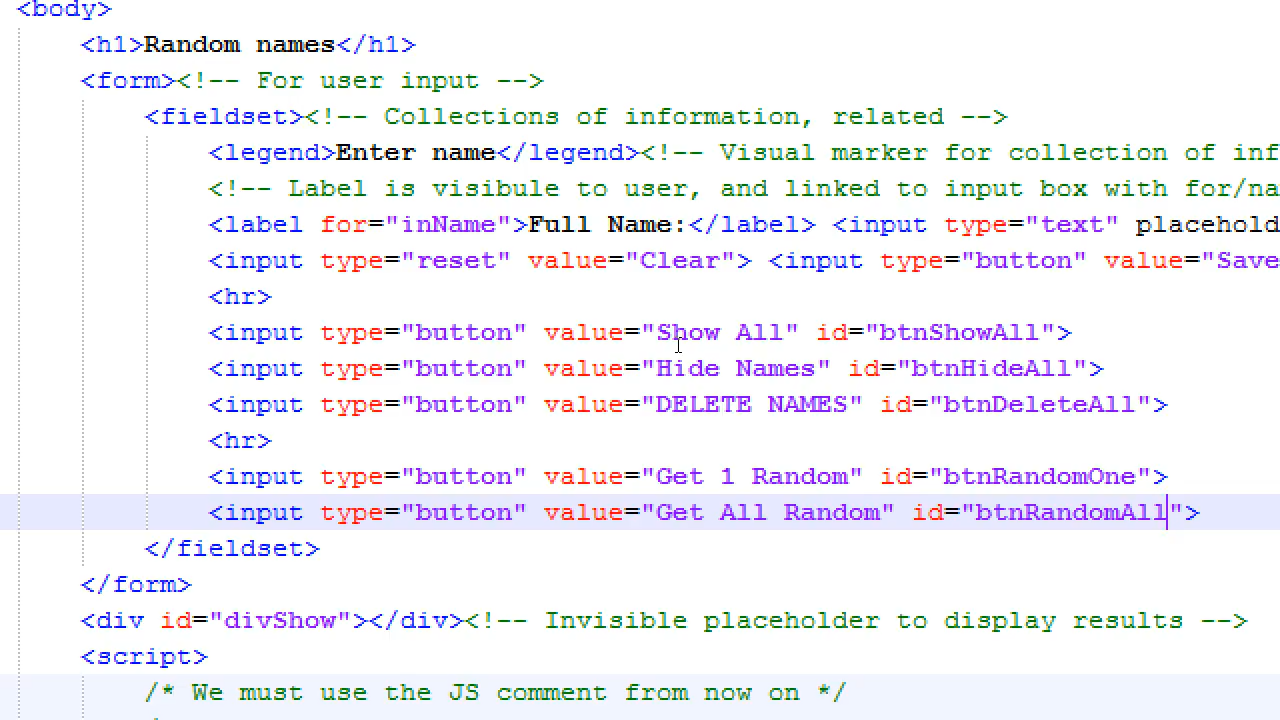 <body>
<h1>Random names</h1>
<form><!-- For user input -->
<fieldset><!-- Collections of information, related -->
<legend>Enter name</legend><!-- Visual marker for collection of inf
<!-- Label is visibule to user, and linked to input box with for/na
<label for="inName">Full Name:</label> <input type="text" placehold
<input type="reset" value="Clear"> <input type="button" value="Save
<hr>
<input type="button" value="Show All" id="btnShowAll">
<input type="button" value="Hide Names" id="btnHideAll">
<input type="button" value="DELETE NAMES" id="btnDeleteAll">
<hr>
<input type="button" value="Get 1 Random" id="btnRandomOne">
<input type="button" value="Get All Random" id="btnRandomAll">
</fieldset>
</form>
<div id="divShow"></div><!-- Invisible placeholder to display results -->
<script>
/* We must use the JS comment from now on */